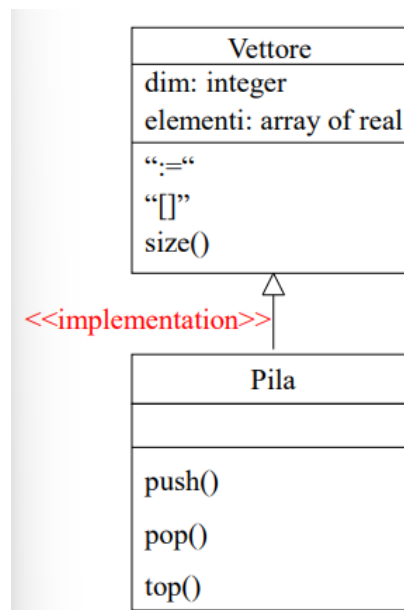 Vettore
dim: integer
elementi: array of real
“:=“
“[]”
size()
<<implementation>>
Pila
push()
pop()
top()